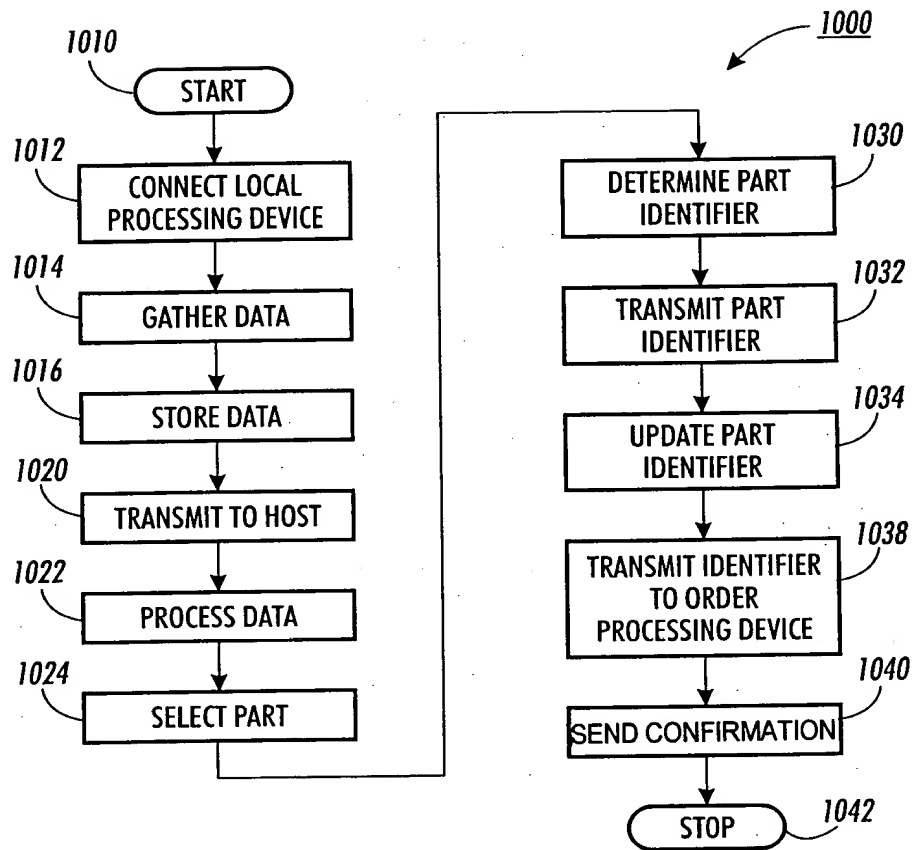 1000
1010
START
1012
CONNECT LOCAL
PROCESSING DEVICE
1014
GATHER DATA
1016
STORE DATA
1020
TRANSMIT TO HOST
1022
PROCESS DATA
1024
SELECT PART
1030
DETERMINE PART
IDENTIFIER
1032
TRANSMIT PART
IDENTIFIER
1034
UPDATE PART
IDENTIFIER
1038
TRANSMIT IDENTIFIER
TO ORDER
PROCESSING DEVICE
1040
SEND CONFIRMATION
STOP
1042